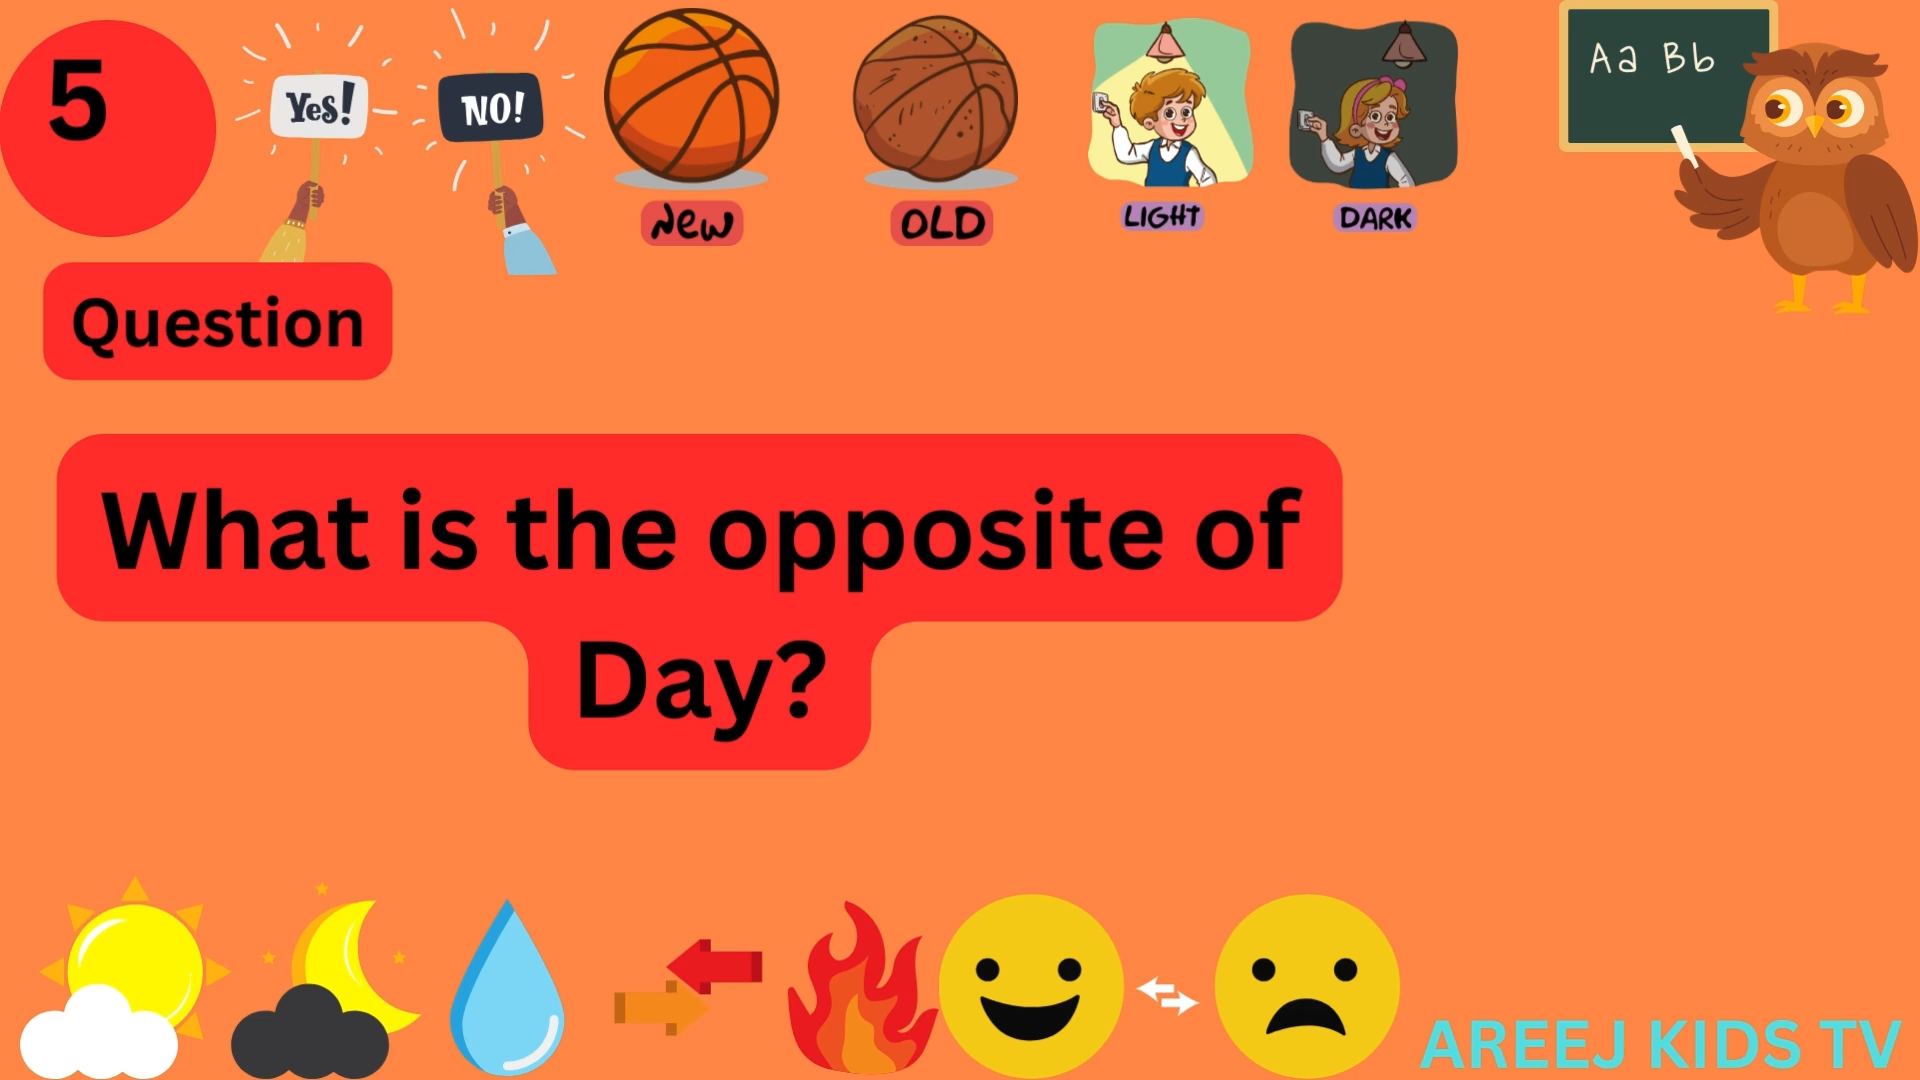 5
Yes!
NO!
New
OLD
LIGHT
DARK
Aa Bb
Question
What is the opposite of
Day?
AREEJ KIDS TV